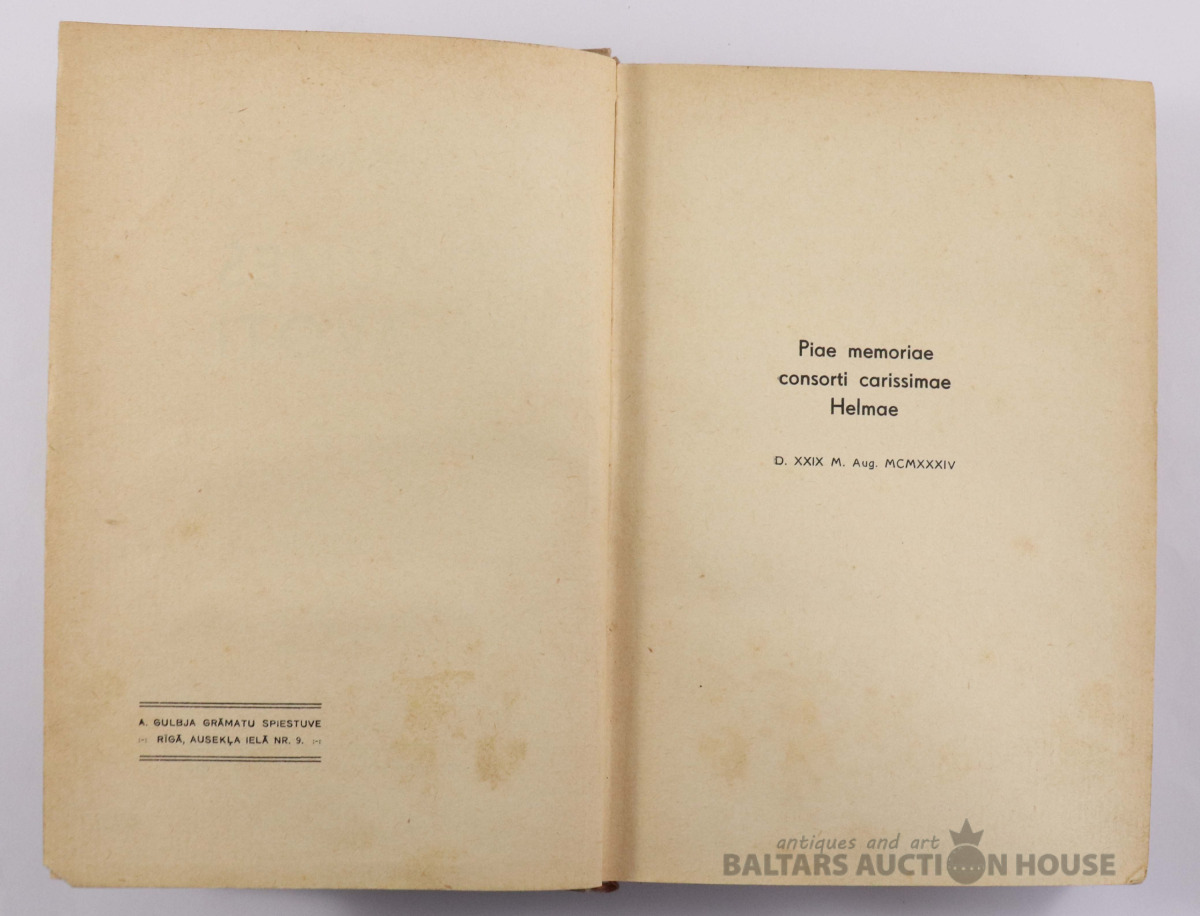 A. GULBJA GRĀMATU SPIESTUVE
RĪGĀ, AUSEKĻA IELĀ NR. 9.
Piae memoriae
consorti carissimae
Helmae
D. XXIX M. Aug. MCMXXXIV
antiques and art
BALTARS AUCTION HOUSE